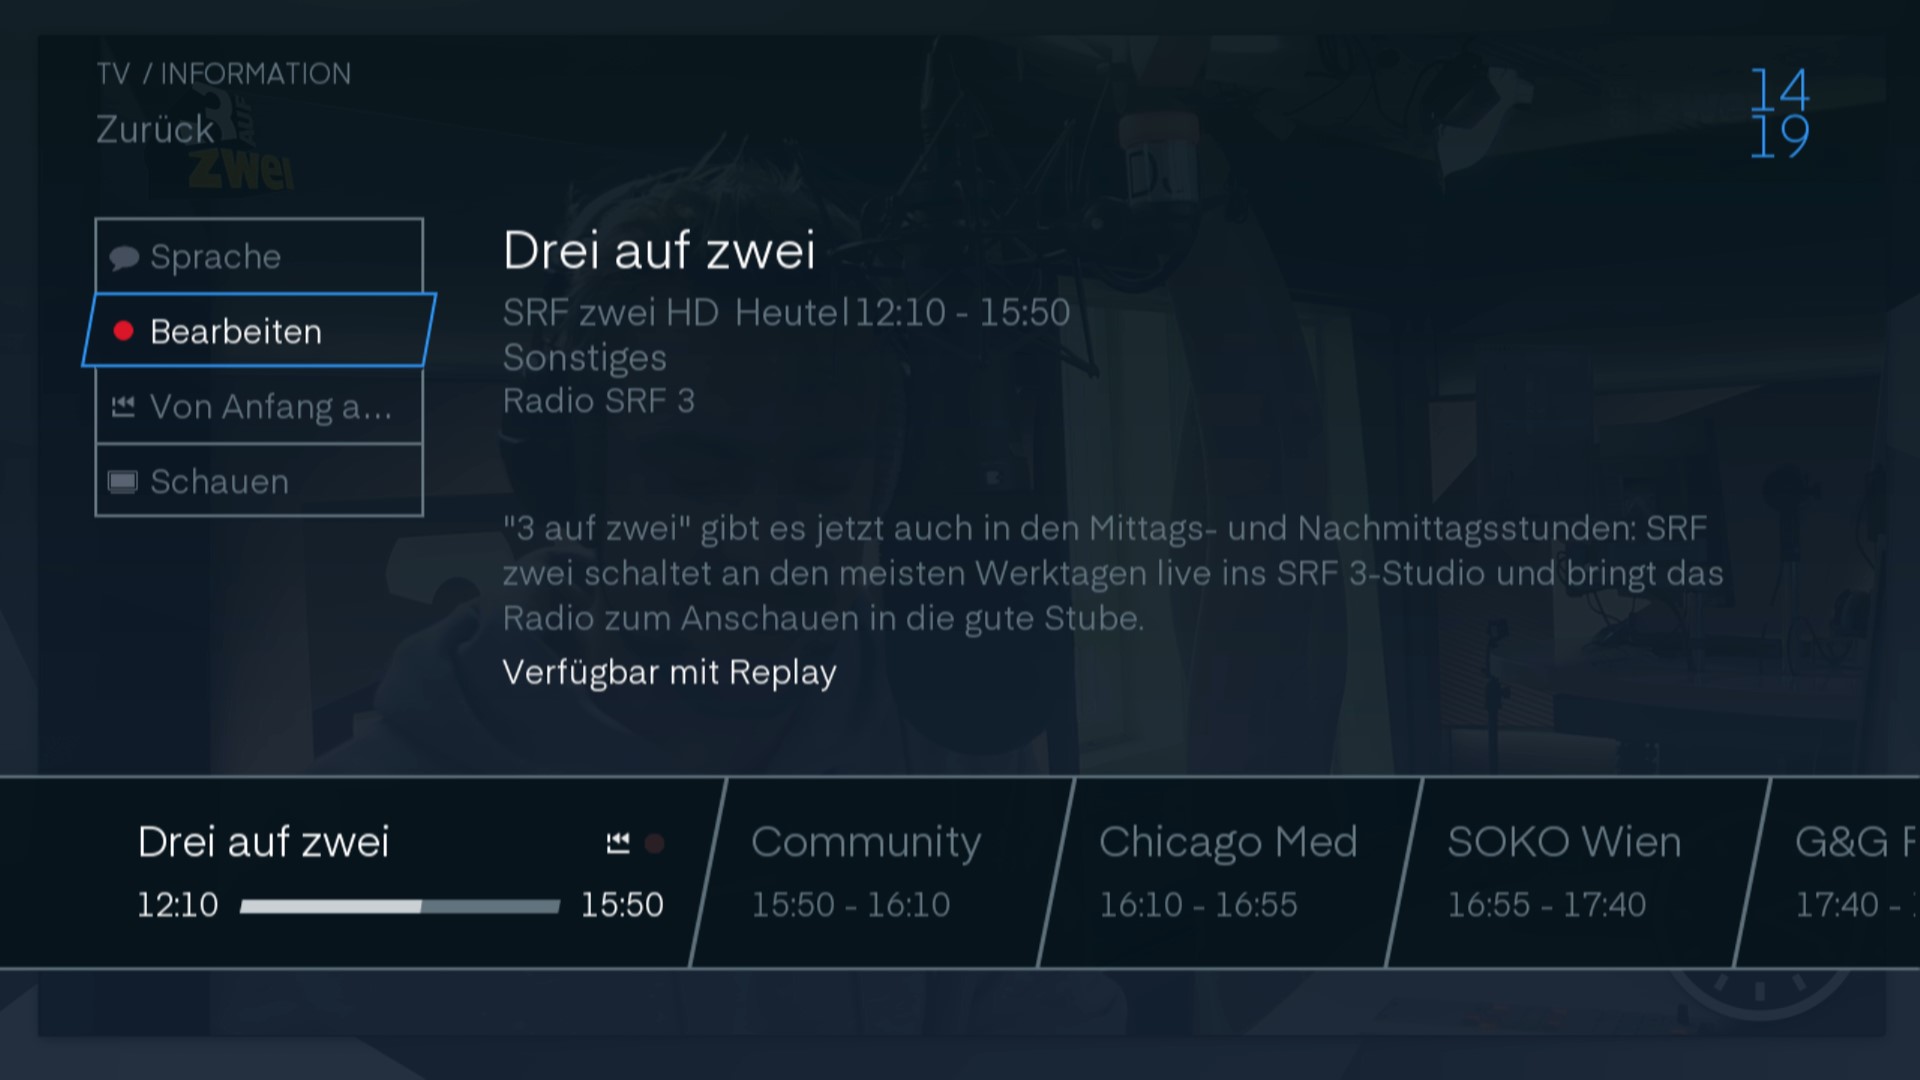 TV / INFORMATION
Zurück
3 AUF
zwei
14
19
Sprache
Bearbeiten
Von Anfang a...
Schauen
Drei auf zwei
SRF zwei HD Heute|12:10 - 15:50
Sonstiges
Radio SRF 3
"3 auf zwei" gibt es jetzt auch in den Mittags- und Nachmittagsstunden: SRF
zwei schaltet an den meisten Werktagen live ins SRF 3-Studio und bringt das
Radio zum Anschauen in die gute Stube.
Verfügbar mit Replay
Drei auf zwei
12:10 15:50
Community
15:50 - 16:10
Chicago Med
16:10 - 16:55
SOKO Wien
16:55 - 17:40
G&G
17:40 -